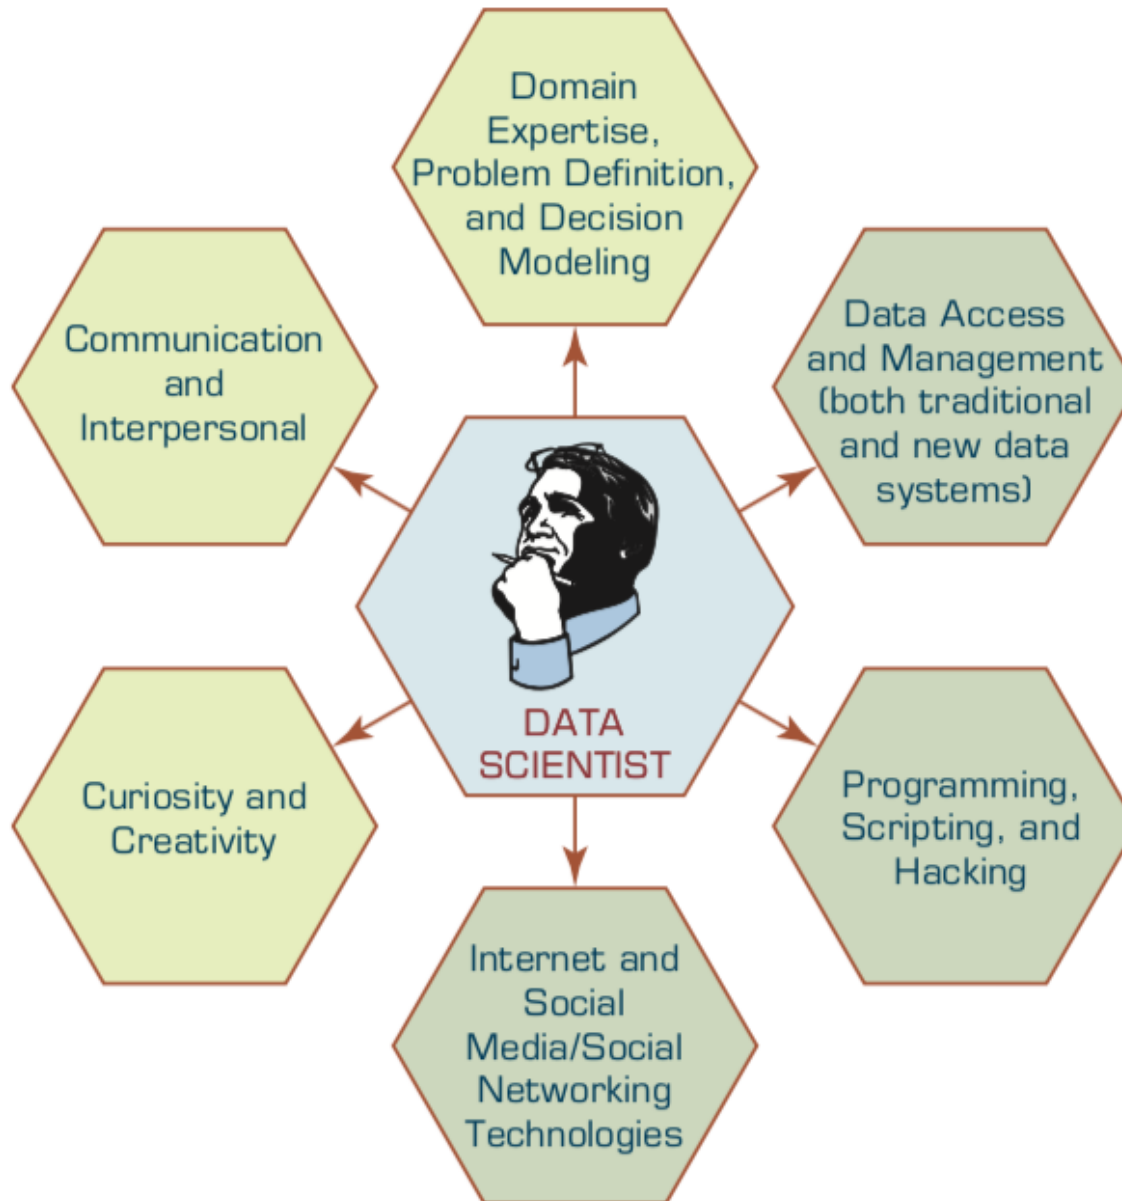 Domain
Expertise,
Problem Definition,
and Decision
Modeling
Communication
and
Interpersonal
Data Access
and Management
(both traditional
and new data
systems)
DATA
SCIENTIST
Curiosity and
Creativity
Programming,
Scripting, and
Hacking
Internet and
Social
Media/Social
Networking
Technologies